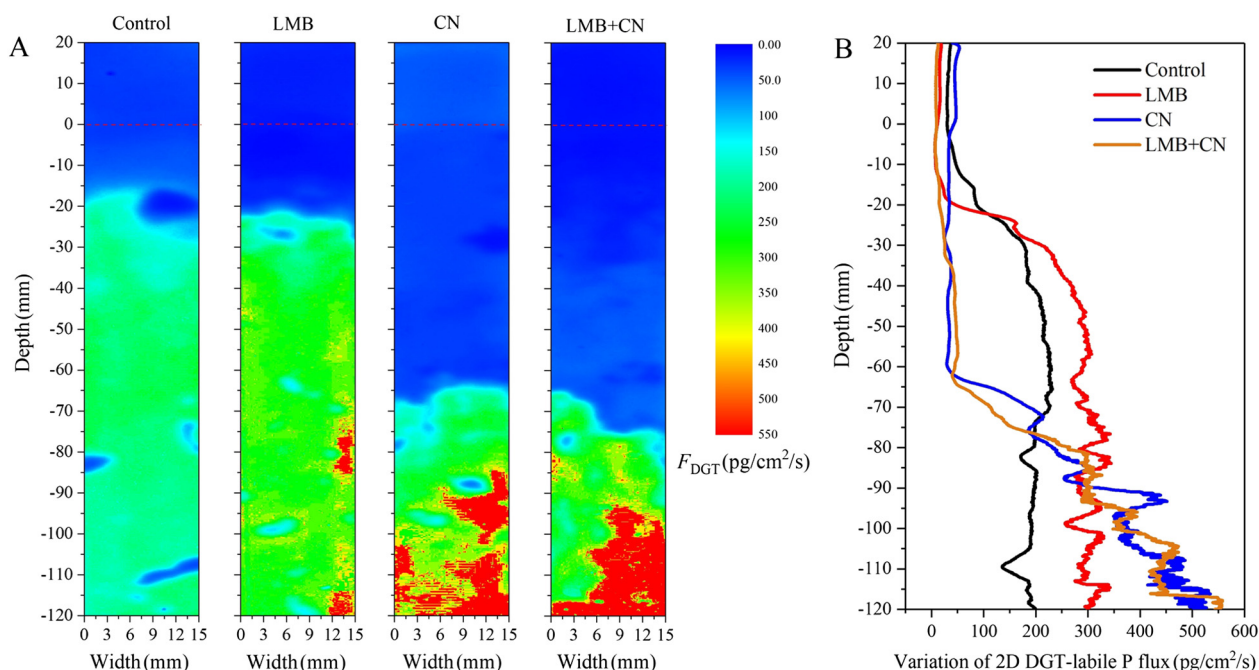 A
Control
LMB
CN
LMB+CN
20
10
0
-10
-20
-30
-40
-50
-60
-70
-80
-90
-100
-110
-120
Depth (mm)
0 3 6 9 12 15
0 3 6 9 12 15
0 3 6 9 12 15
0 3 6 9 12 15
Width (mm)
Width (mm)
Width (mm)
Width (mm)
0.00
50.0
100
150
200
250
300
350
400
450
500
550
F_DGT (pg/cm²/s)
B
Control
LMB
CN
LMB+CN
20
10
0
-10
-20
-30
-40
-50
-60
-70
-80
-90
-100
-110
-120
Depth (mm)
0 100 200 300 400 500 600
Variation of 2D DGT-labile P flux (pg/cm²/s)